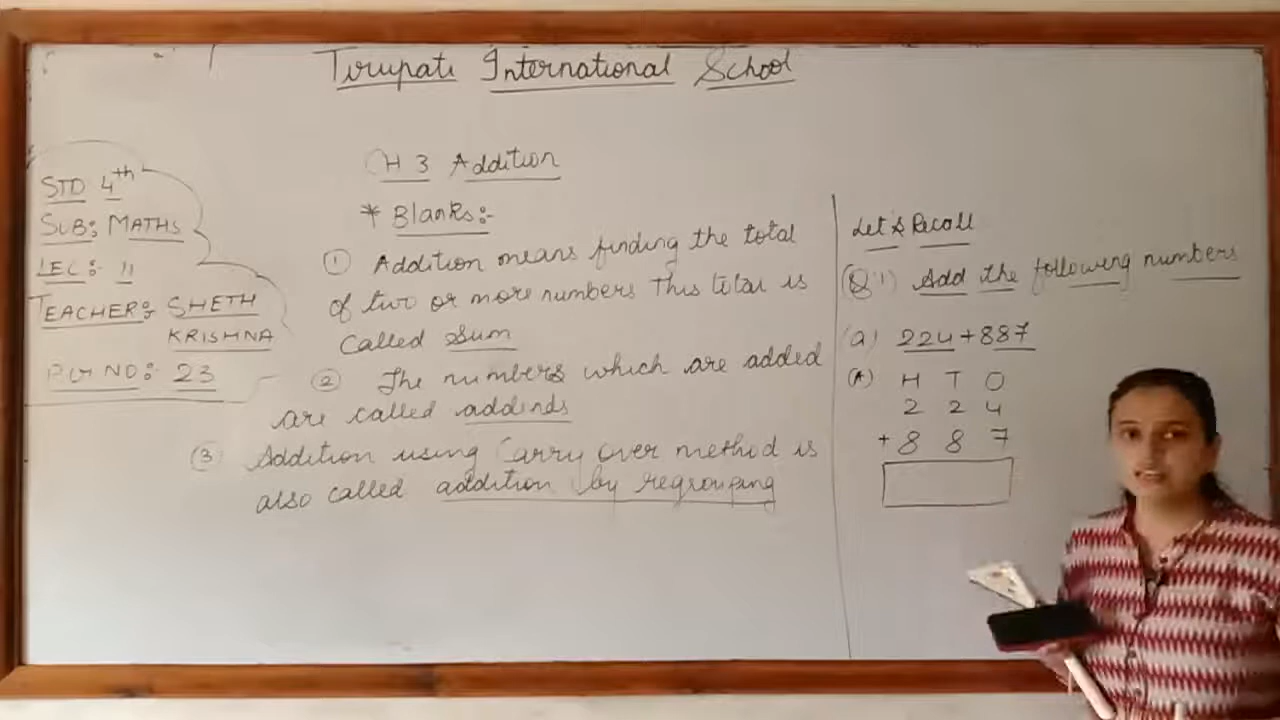 Tirupati International School
STD 4th
SUB: MATHS
LEC:- 11
TEACHER:- SHETH
KRISHNA
NO:- 23
CH 3 Addition
* Blanks:-
① Addition means finding the total
of two or more numbers This total is
called Sum
② The numbers which are added
are called addends
③ Addition using Carry over method is
also called addition by regrouping
Let's Recall
(Q.1) Add the following numbers
(a) 224+887
(A) H T O
2 2 4
+ 8 8 7